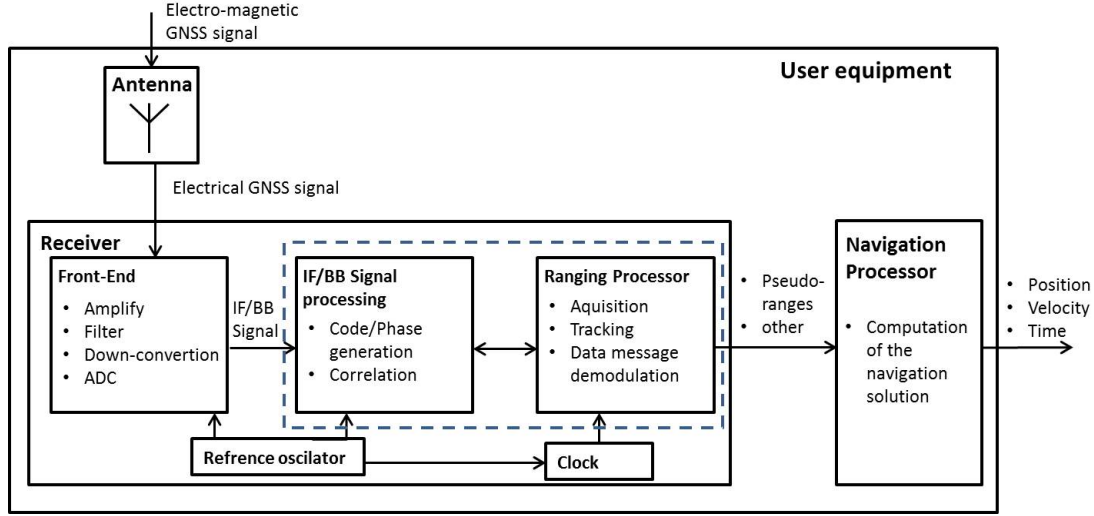 Electro-magnetic
GNSS signal
User equipment
Antenna
Electrical GNSS signal
Receiver
Front-End
• Amplify
• Filter
• Down-convertion
• ADC
IF/BB
Signal
IF/BB Signal
processing
• Code/Phase
generation
• Correlation
Ranging Processor
• Aquisition
• Tracking
• Data message
demodulation
• Pseudo-
ranges
• other
Navigation
Processor
• Computation
of the
navigation
solution
• Position
• Velocity
• Time
Refrence oscilator
Clock